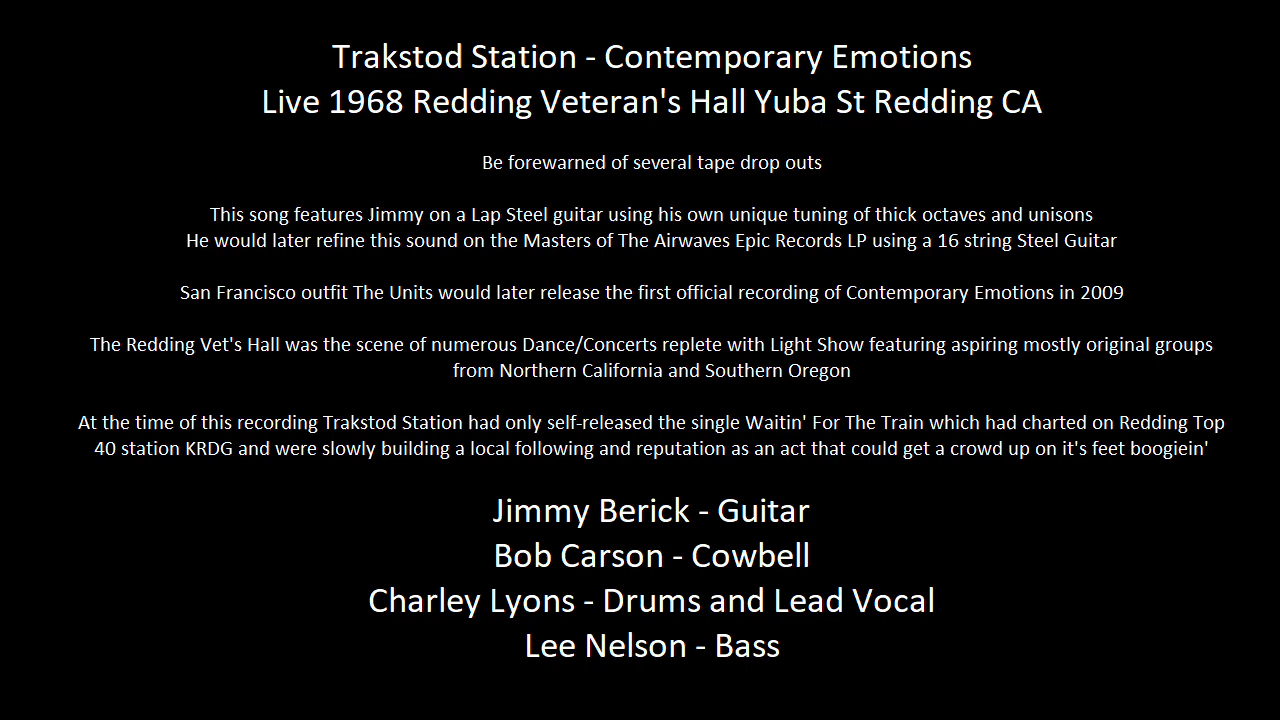 Trakstod Station - Contemporary Emotions
Live 1968 Redding Veteran's Hall Yuba St Redding CA
Be forewarned of several tape drop outs
This song features Jimmy on a Lap Steel guitar using his own unique tuning of thick octaves and unisons
He would later refine this sound on the Masters of The Airwaves Epic Records LP using a 16 string Steel Guitar
San Francisco outfit The Units would later release the first official recording of Contemporary Emotions in 2009
The Redding Vet's Hall was the scene of numerous Dance/Concerts replete with Light Show featuring aspiring mostly original groups
from Northern California and Southern Oregon
At the time of this recording Trakstod Station had only self-released the single Waitin' For The Train which had charted on Redding Top
40 station KRDG and were slowly building a local following and reputation as an act that could get a crowd up on it's feet boogiein'
Jimmy Berick - Guitar
Bob Carson - Cowbell
Charley Lyons - Drums and Lead Vocal
Lee Nelson - Bass